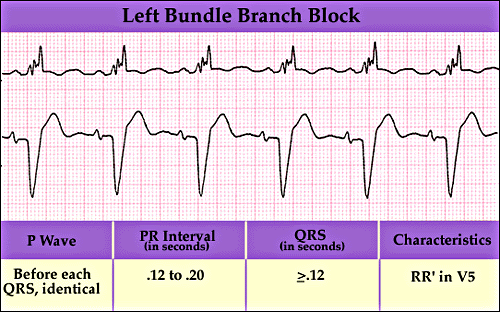 Left Bundle Branch Block
P Wave
PR Interval
(in seconds)
QRS
(in seconds)
Characteristics
Before each
QRS, identical
.12 to .20
≥.12
RR' in V5